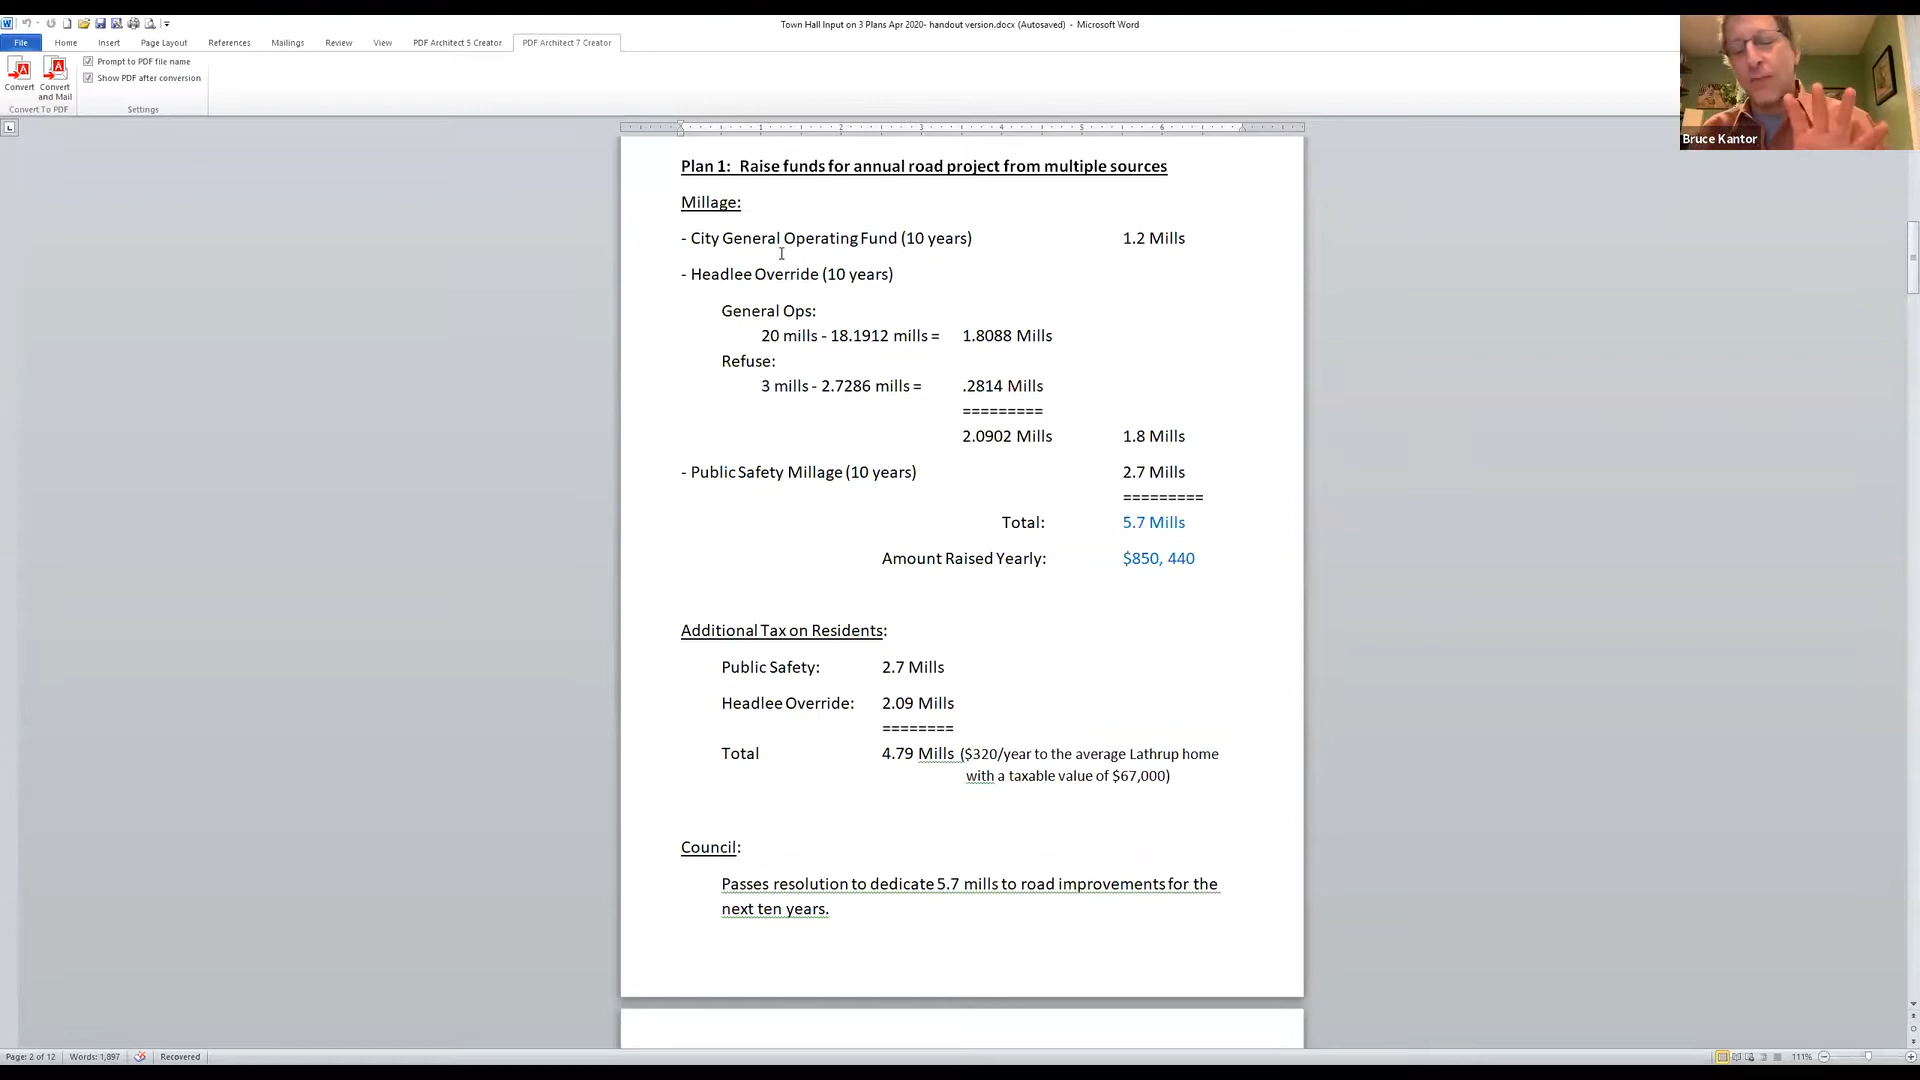 Town Hall Input on 3 Plans Apr 2020- handout version.docx (Autosaved) - Microsoft Word
File Home Insert Page Layout References Mailings Review View PDF Architect 5 Creator PDF Architect 7 Creator
Convert
Convert and Mail
Prompt to PDF file name
Show PDF after conversion
Convert To PDF
Settings
Bruce Kantor
1 2 3 4 5 6
Plan 1: Raise funds for annual road project from multiple sources
Millage:
- City General Operating Fund (10 years) 1.2 Mills
- Headlee Override (10 years)
General Ops:
20 mills - 18.1912 mills = 1.8088 Mills
Refuse:
3 mills - 2.7286 mills = .2814 Mills
=========
2.0902 Mills 1.8 Mills
- Public Safety Millage (10 years) 2.7 Mills
=========
Total: 5.7 Mills
Amount Raised Yearly: $850, 440
Additional Tax on Residents:
Public Safety: 2.7 Mills
Headlee Override: 2.09 Mills
========
Total 4.79 Mills ($320/year to the average Lathrup home
with a taxable value of $67,000)
Council:
Passes resolution to dedicate 5.7 mills to road improvements for the
next ten years.
Page: 2 of 12 Words: 1,897 Recovered 111%